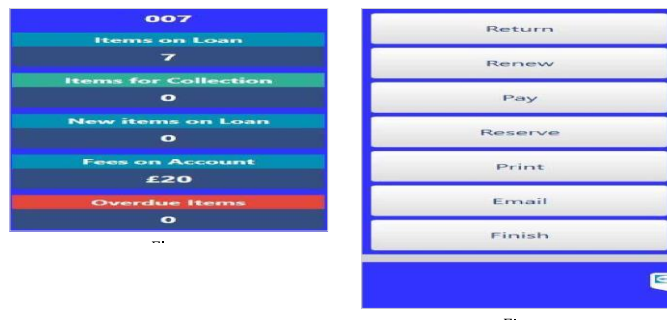 007
Items on Loan
7
Items for Collection
0
New items on Loan
0
Fees on Account
£20
Overdue Items
0
Return
Renew
Pay
Reserve
Print
Email
Finish